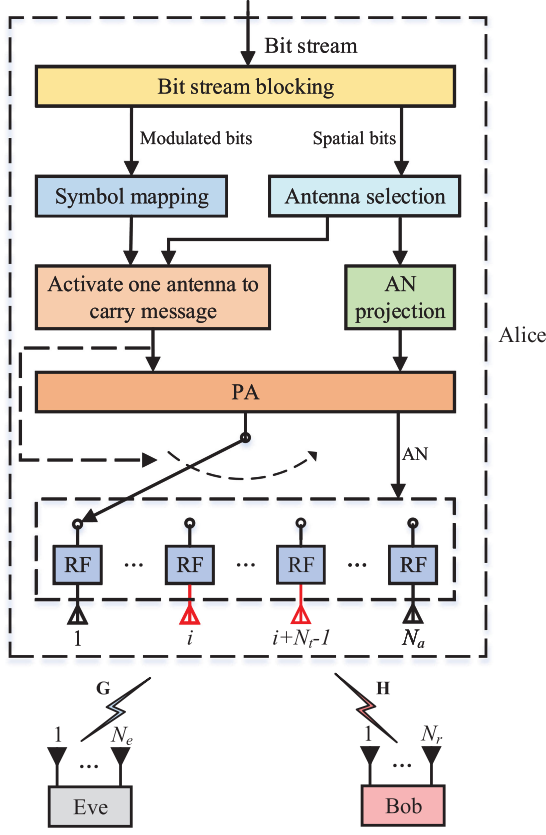 Bit stream
Bit stream blocking
Modulated bits
Spatial bits
Symbol mapping
Antenna selection
Activate one antenna to
carry message
AN
projection
Alice
PA
AN
RF ... RF ... RF ... RF
1 i i+Nt-1 Na
G
H
1 Ne
...
1 Nr
...
Eve
Bob